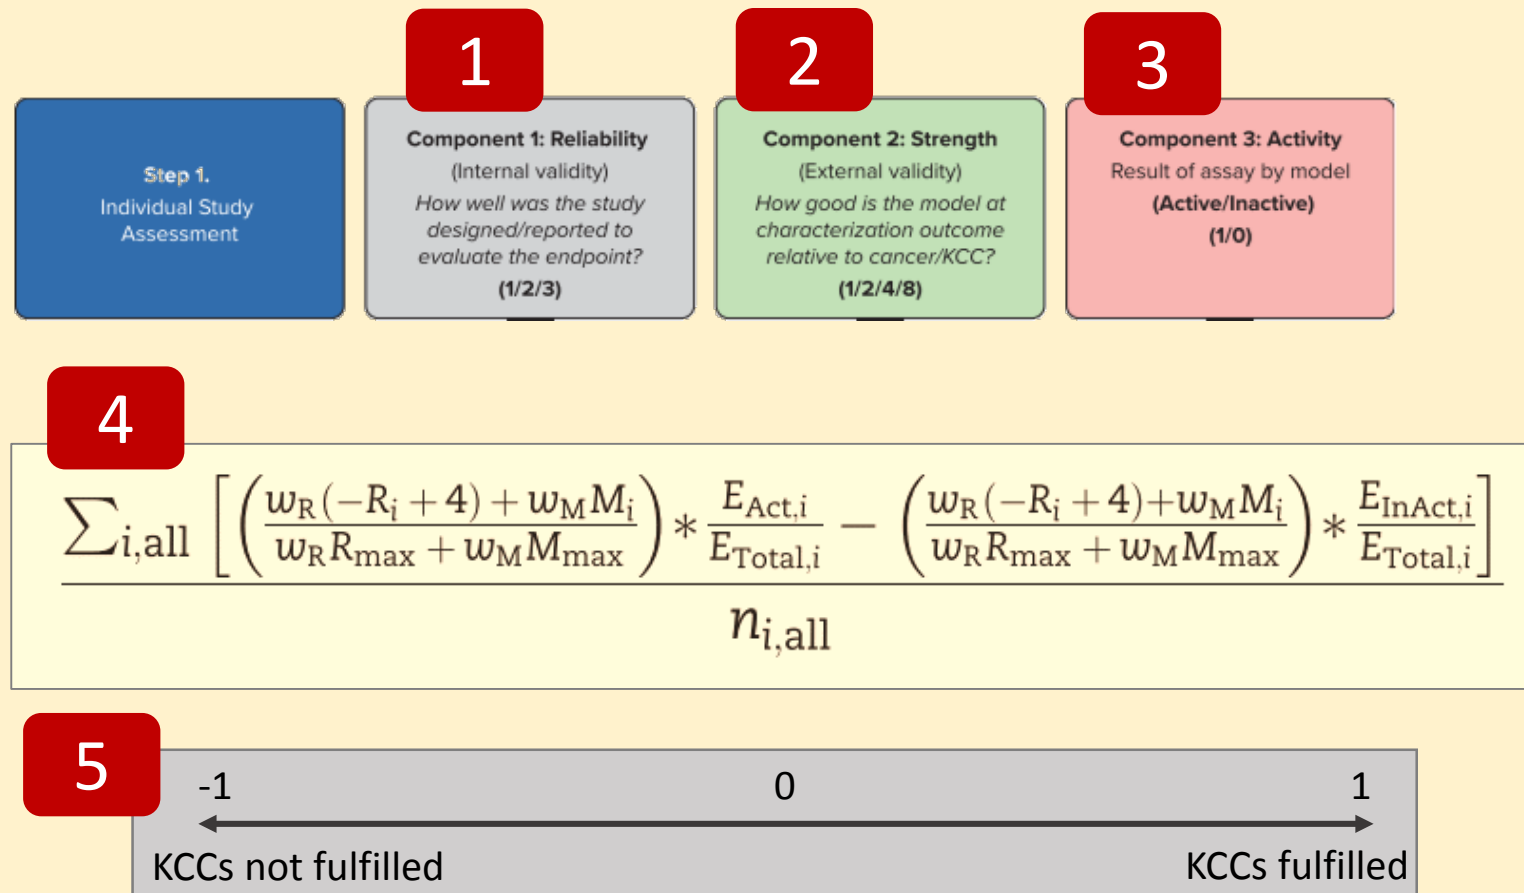 1
2
3
Step 1.
Individual Study
Assessment
Component 1: Reliability
(Internal validity)
How well was the study
designed/reported to
evaluate the endpoint?
(1/2/3)
Component 2: Strength
(External validity)
How good is the model at
characterization outcome
relative to cancer/KCC?
(1/2/4/8)
Component 3: Activity
Result of assay by model
(Active/Inactive)
(1/0)
4
∑i,all [(wR(−Ri + 4) + wMMi / wRRmax + wMMmax) * EAct,i / ETotal,i − (wR(−Ri + 4)+wMMi / wRRmax + wMMmax) * EInAct,i / ETotal,i]
ni,all
5
-1 0 1
KCCs not fulfilled KCCs fulfilled